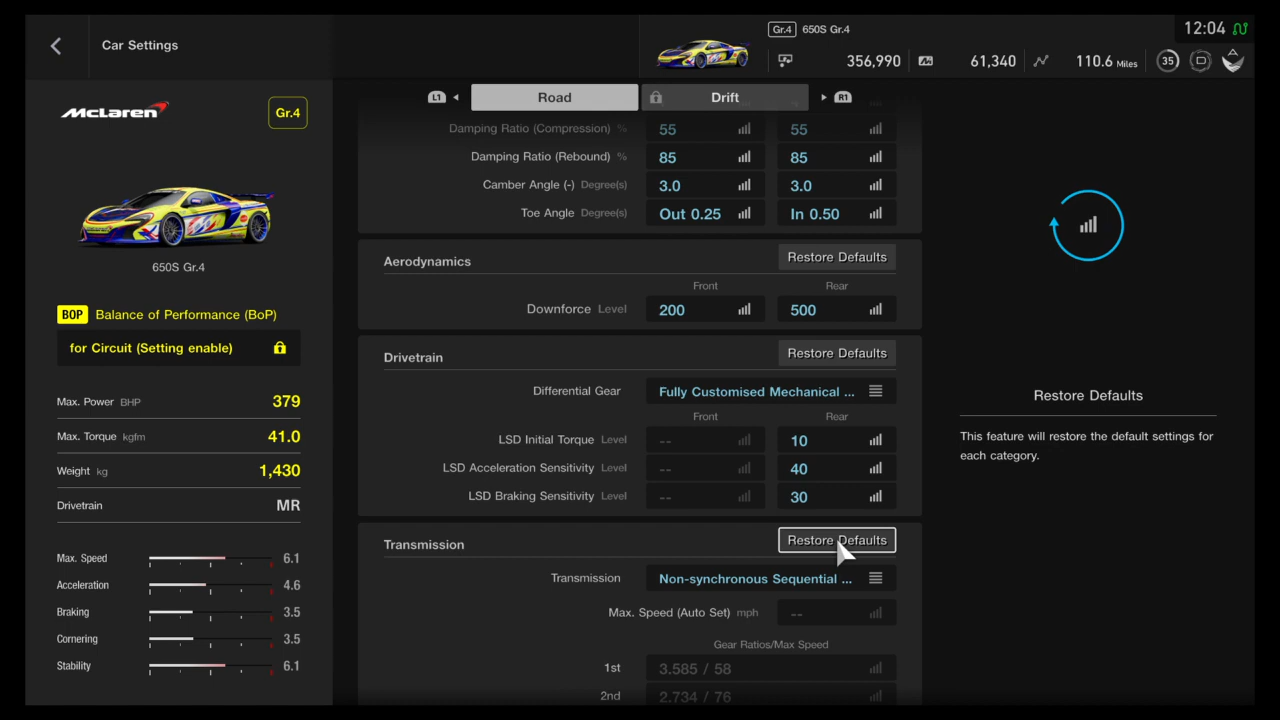 Gr.4 650S Gr.4
12:04
Car Settings
356,990 61,340 110.6 Miles 35
L1 Road Drift R1
McLaren
Gr.4
Damping Ratio (Compression) % 55 55
Damping Ratio (Rebound) % 85 85
Camber Angle (-) Degree(s) 3.0 3.0
Toe Angle Degree(s) Out 0.25 In 0.50
650S Gr.4
Aerodynamics Restore Defaults
Front Rear
Downforce Level 200 500
BOP Balance of Performance (BoP)
for Circuit (Setting enable)
Drivetrain Restore Defaults
Differential Gear Fully Customised Mechanical ...
Front Rear
LSD Initial Torque Level -- 10
LSD Acceleration Sensitivity Level -- 40
LSD Braking Sensitivity Level -- 30
Max. Power BHP 379
Max. Torque kgfm 41.0
Weight kg 1,430
Drivetrain MR
Restore Defaults
This feature will restore the default settings for
each category.
Transmission Restore Defaults
Transmission Non-synchronous Sequential ...
Max. Speed (Auto Set) mph --
Gear Ratios/Max Speed
1st 3.585 / 58
2nd 2.734 / 76
Max. Speed 6.1
Acceleration 4.6
Braking 3.5
Cornering 3.5
Stability 6.1